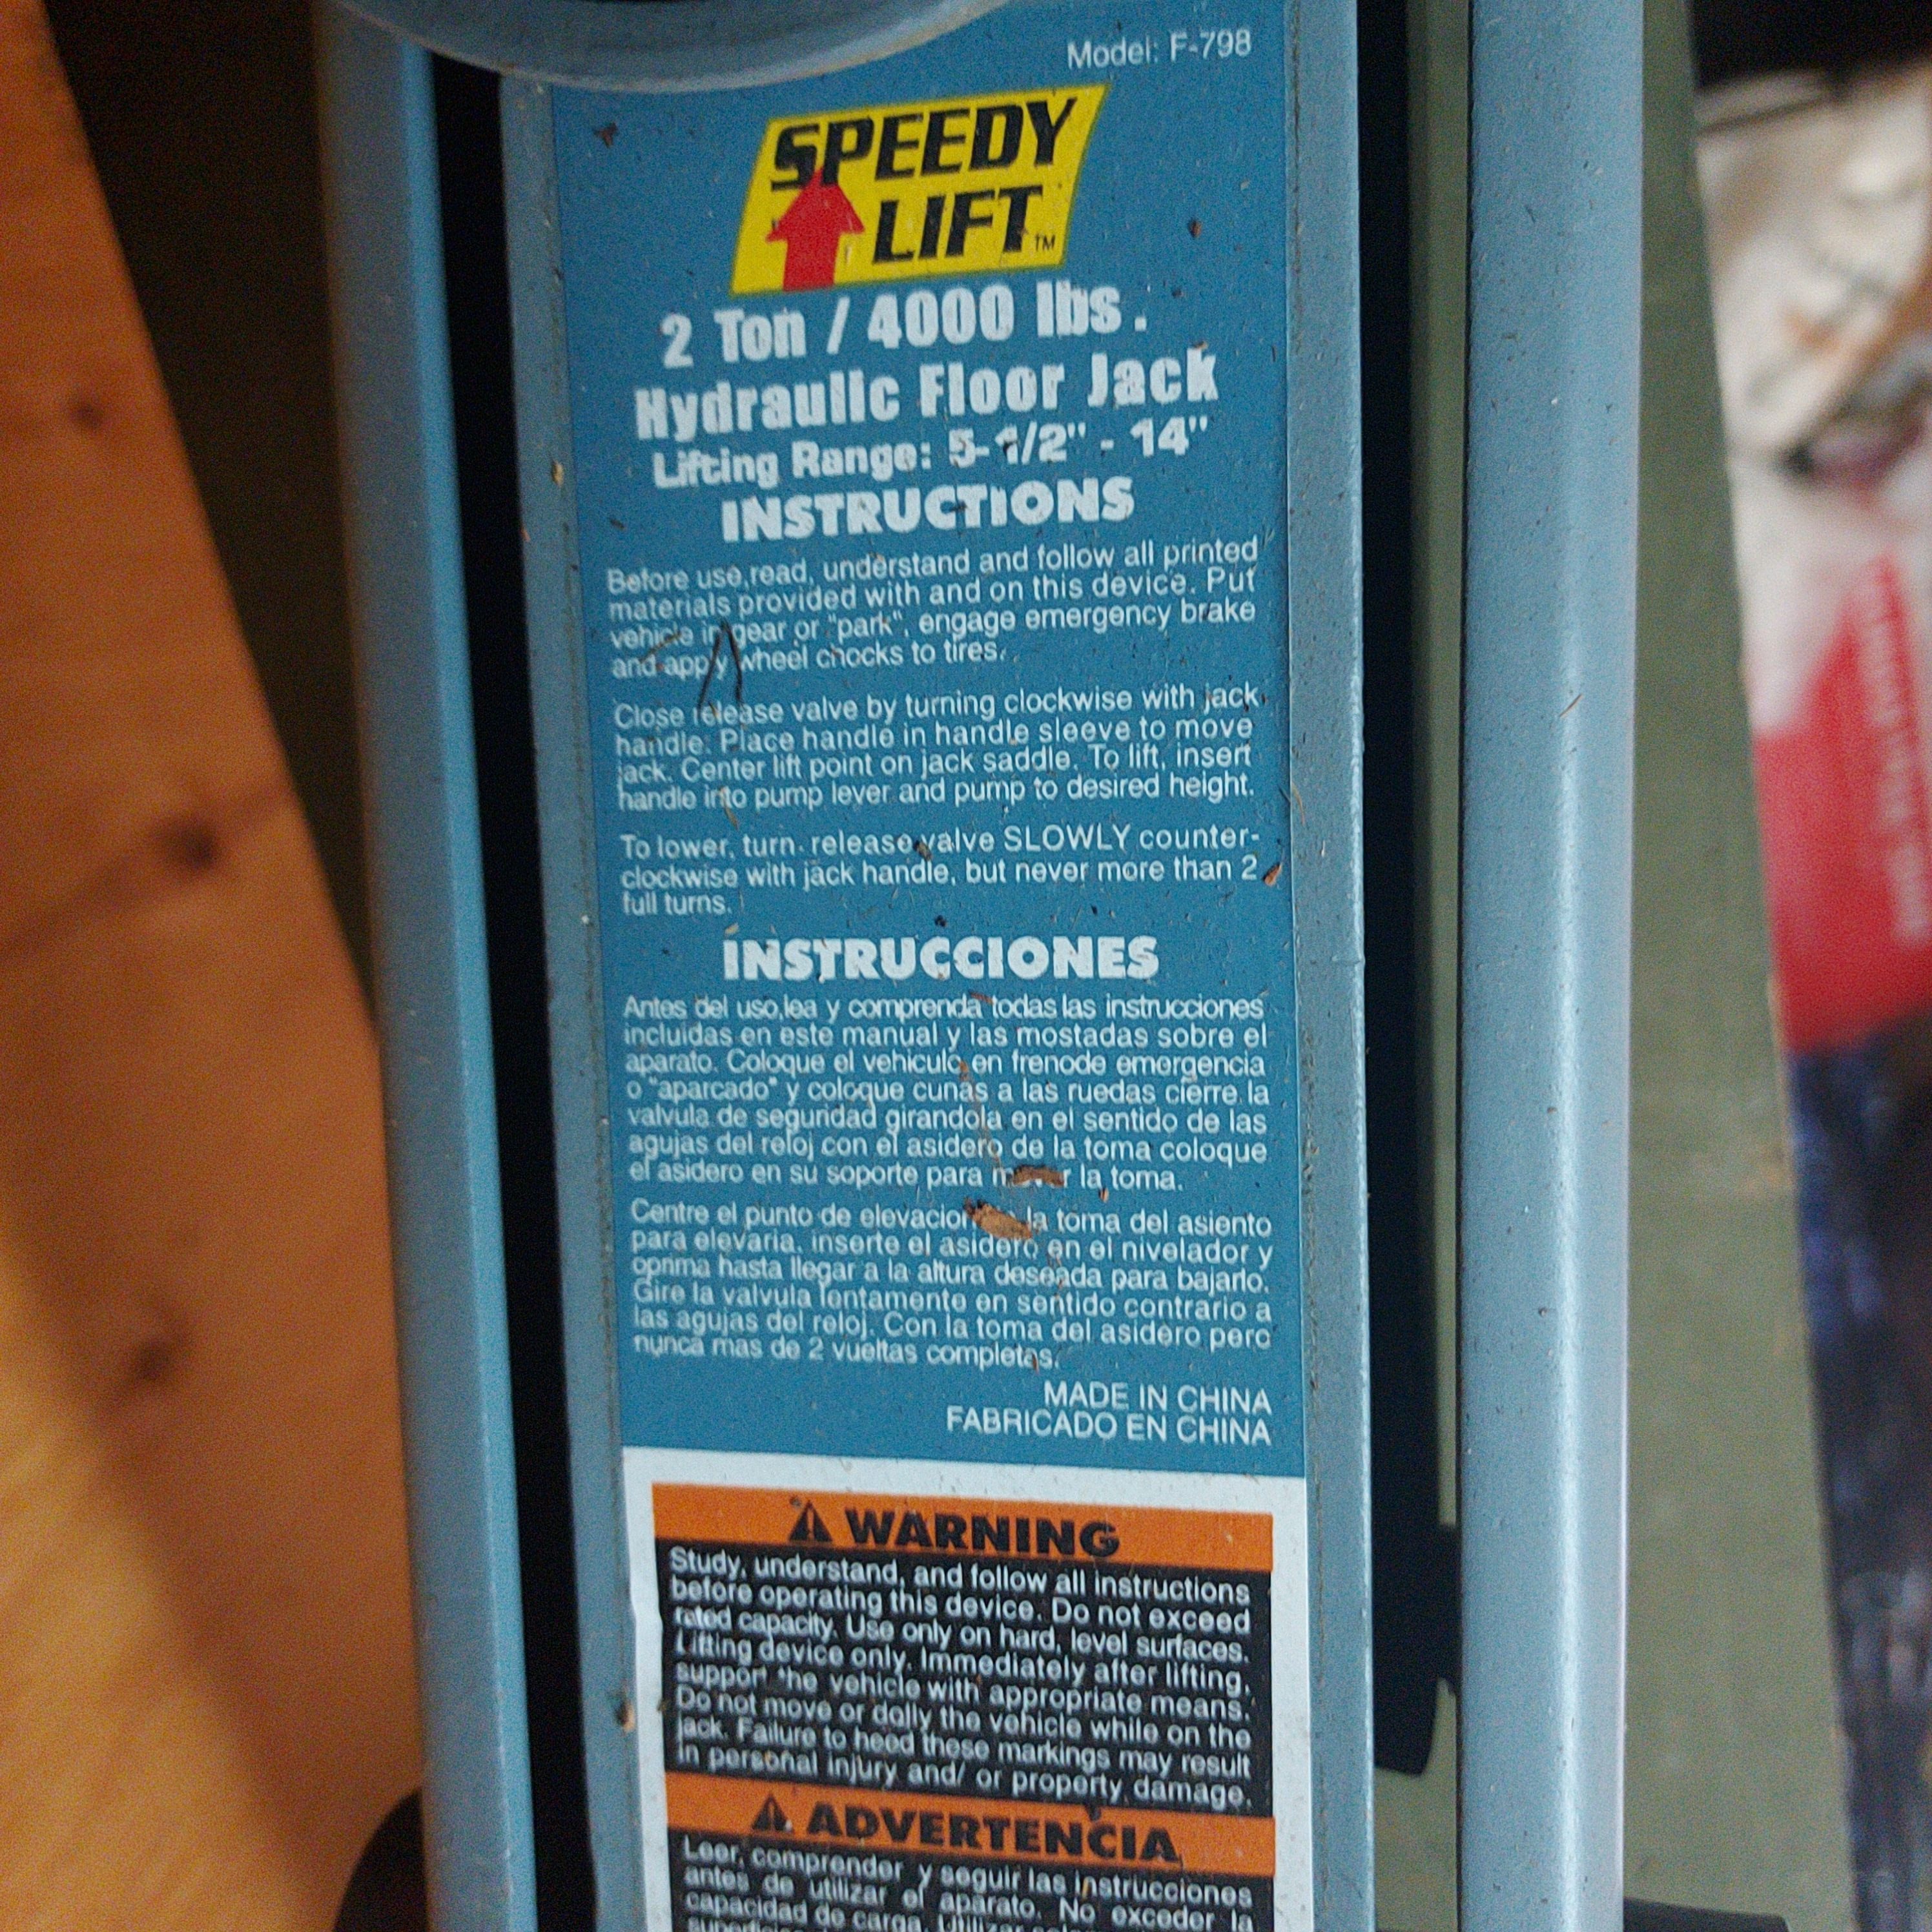 Model: F-798
SPEEDY
LIFT™
2 Ton / 4000 lbs.
Hydraulic Floor Jack
Lifting Range: 5-1/2" - 14"
INSTRUCTIONS
Before use,read, understand and follow all printed
materials provided with and on this device. Put
vehicle in gear or "park", engage emergency brake
and apply wheel chocks to tires.
Close release valve by turning clockwise with jack
handle. Place handle in handle sleeve to move
jack. Center lift point on jack saddle. To lift, insert
handle into pump lever and pump to desired height.
To lower, turn release valve SLOWLY counter-
clockwise with jack handle, but never more than 2
full turns.
INSTRUCCIONES
Antes del uso,lea y comprenda todas las instrucciones
incluidas en este manual y las mostadas sobre el
aparato. Coloque el vehiculo en frenode emergencia
o "aparcado" y coloque cunas a las ruedas cierre la
valvula de seguridad girandola en el sentido de las
agujas del reloj con el asidero de la toma coloque
el asidero en su soporte para la toma.
Centre el punto de elevacion la toma del asiento
para elevaria, inserte el asidero en el nivelador y
oprima hasta llegar a la altura deseada para bajarlo.
Gire la valvula lentamente en sentido contrario a
las agujas del reloj. Con la toma del asidero pero
nunca mas de 2 vueltas completas.
MADE IN CHINA
FABRICADO EN CHINA
⚠ WARNING
Study, understand, and follow all instructions
before operating this device. Do not exceed
rated capacity. Use only on hard, level surfaces.
Lifting device only. Immediately after lifting,
support the vehicle with appropriate means.
Do not move or dolly the vehicle while on the
jack. Failure to heed these markings may result
in personal injury and/ or property damage.
⚠ ADVERTENCIA
Leer, comprender y seguir las instrucciones
antes de utilizar el aparato. No exceder la
capacidad de carga. Utilizar